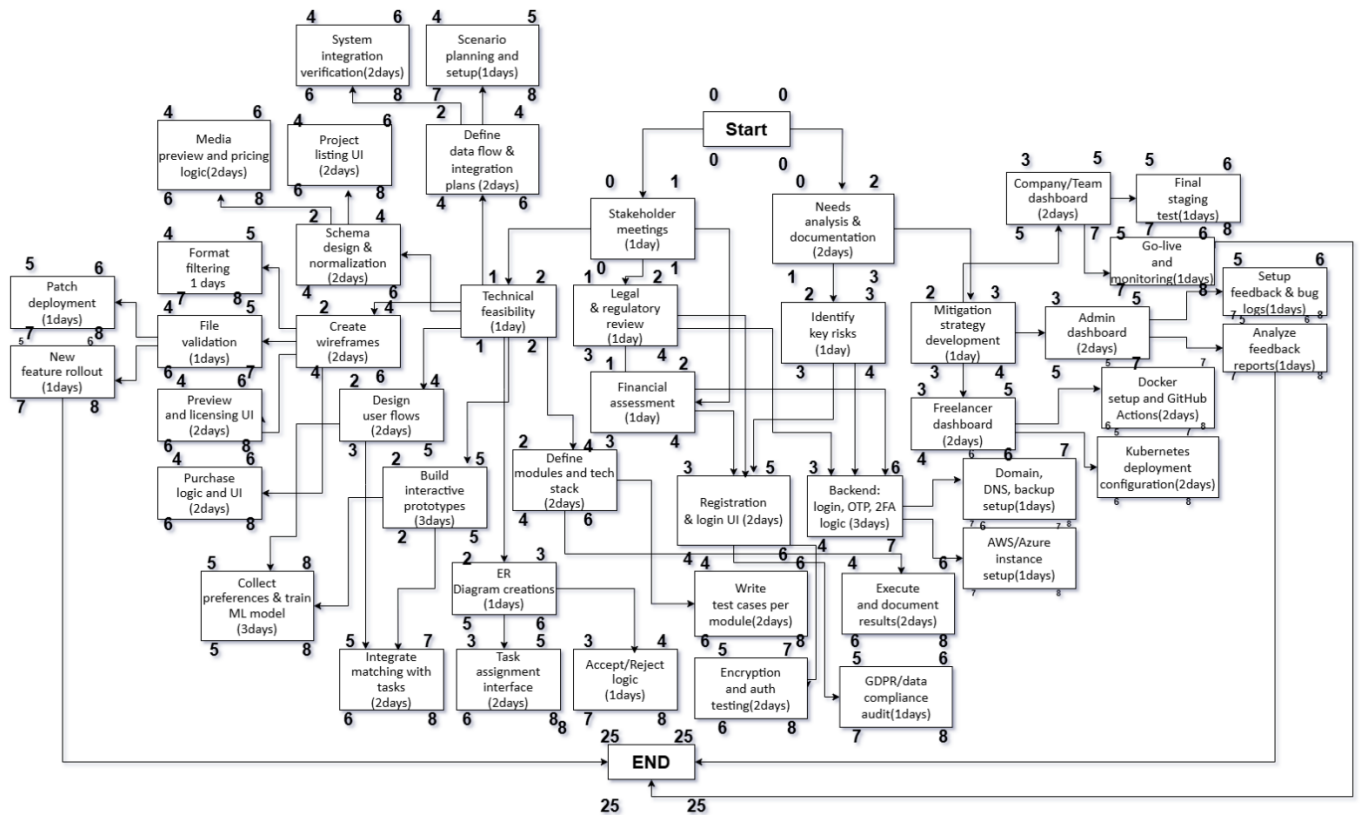 4 6
System
integration
verification(2days)
6 8
4 5
Scenario
planning and
setup(1days)
7 8
0 0
Start
0 0
4 6
Media
preview and pricing
logic(2days)
6 8
4 6
Project
listing UI
(2days)
6 8
2 4
Define
data flow &
integration
plans (2days)
4 6
0 1
Stakeholder
meetings
(1day)
0 1
0 2
Needs
analysis &
documentation
(2days)
1 3
3 5
Company/Team
dashboard
(2days)
5 7
5 6
Final
staging
test(1days)
7 8
5 6
Go-live
and
monitoring(1days)
7 8
2 4
Schema
design &
normalization
(2days)
4 6
4 5
Format
filtering
1 days
7 8
5 6
Patch
deployment
(1days)
7 8
4 5
File
validation
(1days)
6 7
2 4
Create
wireframes
(2days)
4 6
1 2
Technical
feasibility
(1day)
1 2
2
Legal
& regulatory
review(1day)
3 4
3
Identify
key risks
(1day)
3 4
2 3
Mitigation
strategy
development
(1day)
3 5
3 5
Admin
dashboard
(2days)
7
5 6
Setup
feedback & bug
logs(1days)
7 8
5 6
Analyze
feedback
reports(1days)
7 8
5 6
New
feature rollout
(1days)
7 8
4 6
Preview
and licensing UI
(2days)
6 8
4
Design
user flows
(2days)
3 5
1 2
Financial
assessment
(1day)
4
Freelancer
dashboard
(2days)
4 6
5 7
Docker
setup and GitHub
Actions(2days)
6 8
5 7
Kubernetes
deployment
configuration(2days)
6 8
4 6
Purchase
logic and UI
(2days)
6 8
2 5
Build
interactive
prototypes
(3days)
2 5
2 4 3
Define
modules and tech
stack
(2days)
4 6
3 5
Registration
& login UI (2days)
4 6
3 6
Backend:
login, OTP, 2FA
logic (3days)
4 7
6 7
Domain,
DNS, backup
setup(1days)
7 8
6
AWS/Azure
instance
setup(1days)
7 8
5 8
Collect
preferences & train
ML model
(3days)
5 8
2 3
ER
Diagram creations
(1days)
5 6
4 6
Write
test cases per
module(2days)
6 8
4 6
Execute
and document
results(2days)
6 8
5 7
Integrate
matching with
tasks
(2days)
6 8
3 5
Task
assignment
interface
(2days)
6 8
8
3 4
Accept/Reject
logic
(1days)
7 8
5 7
Encryption
and auth
testing(2days)
6 8
5 6
GDPR/data
compliance
audit(1days)
7 8
25 25
END
25 25